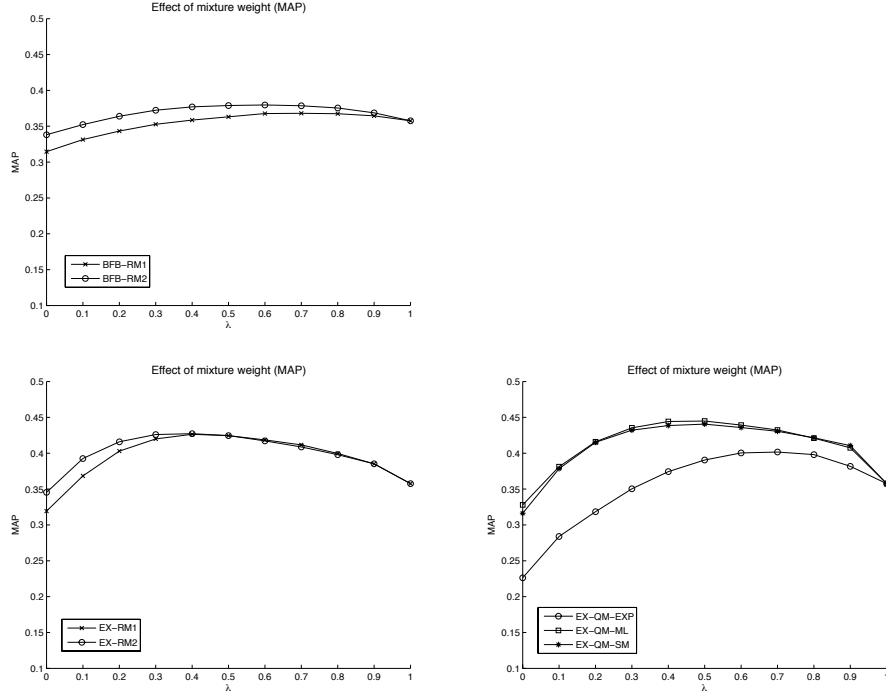 Effect of mixture weight (MAP)
0.5
0.45
0.4
0.35
0.3
0.25
0.2
0.15
0.1
MAP
BFB-RM1
BFB-RM2
0 0.1 0.2 0.3 0.4 0.5 0.6 0.7 0.8 0.9 1
λ
Effect of mixture weight (MAP)
0.5
0.45
0.4
0.35
0.3
0.25
0.2
0.15
0.1
MAP
EX-RM1
EX-RM2
0 0.1 0.2 0.3 0.4 0.5 0.6 0.7 0.8 0.9 1
λ
Effect of mixture weight (MAP)
0.5
0.45
0.4
0.35
0.3
0.25
0.2
0.15
0.1
MAP
EX-QM-EXP
EX-QM-ML
EX-QM-SM
0 0.1 0.2 0.3 0.4 0.5 0.6 0.7 0.8 0.9 1
λ